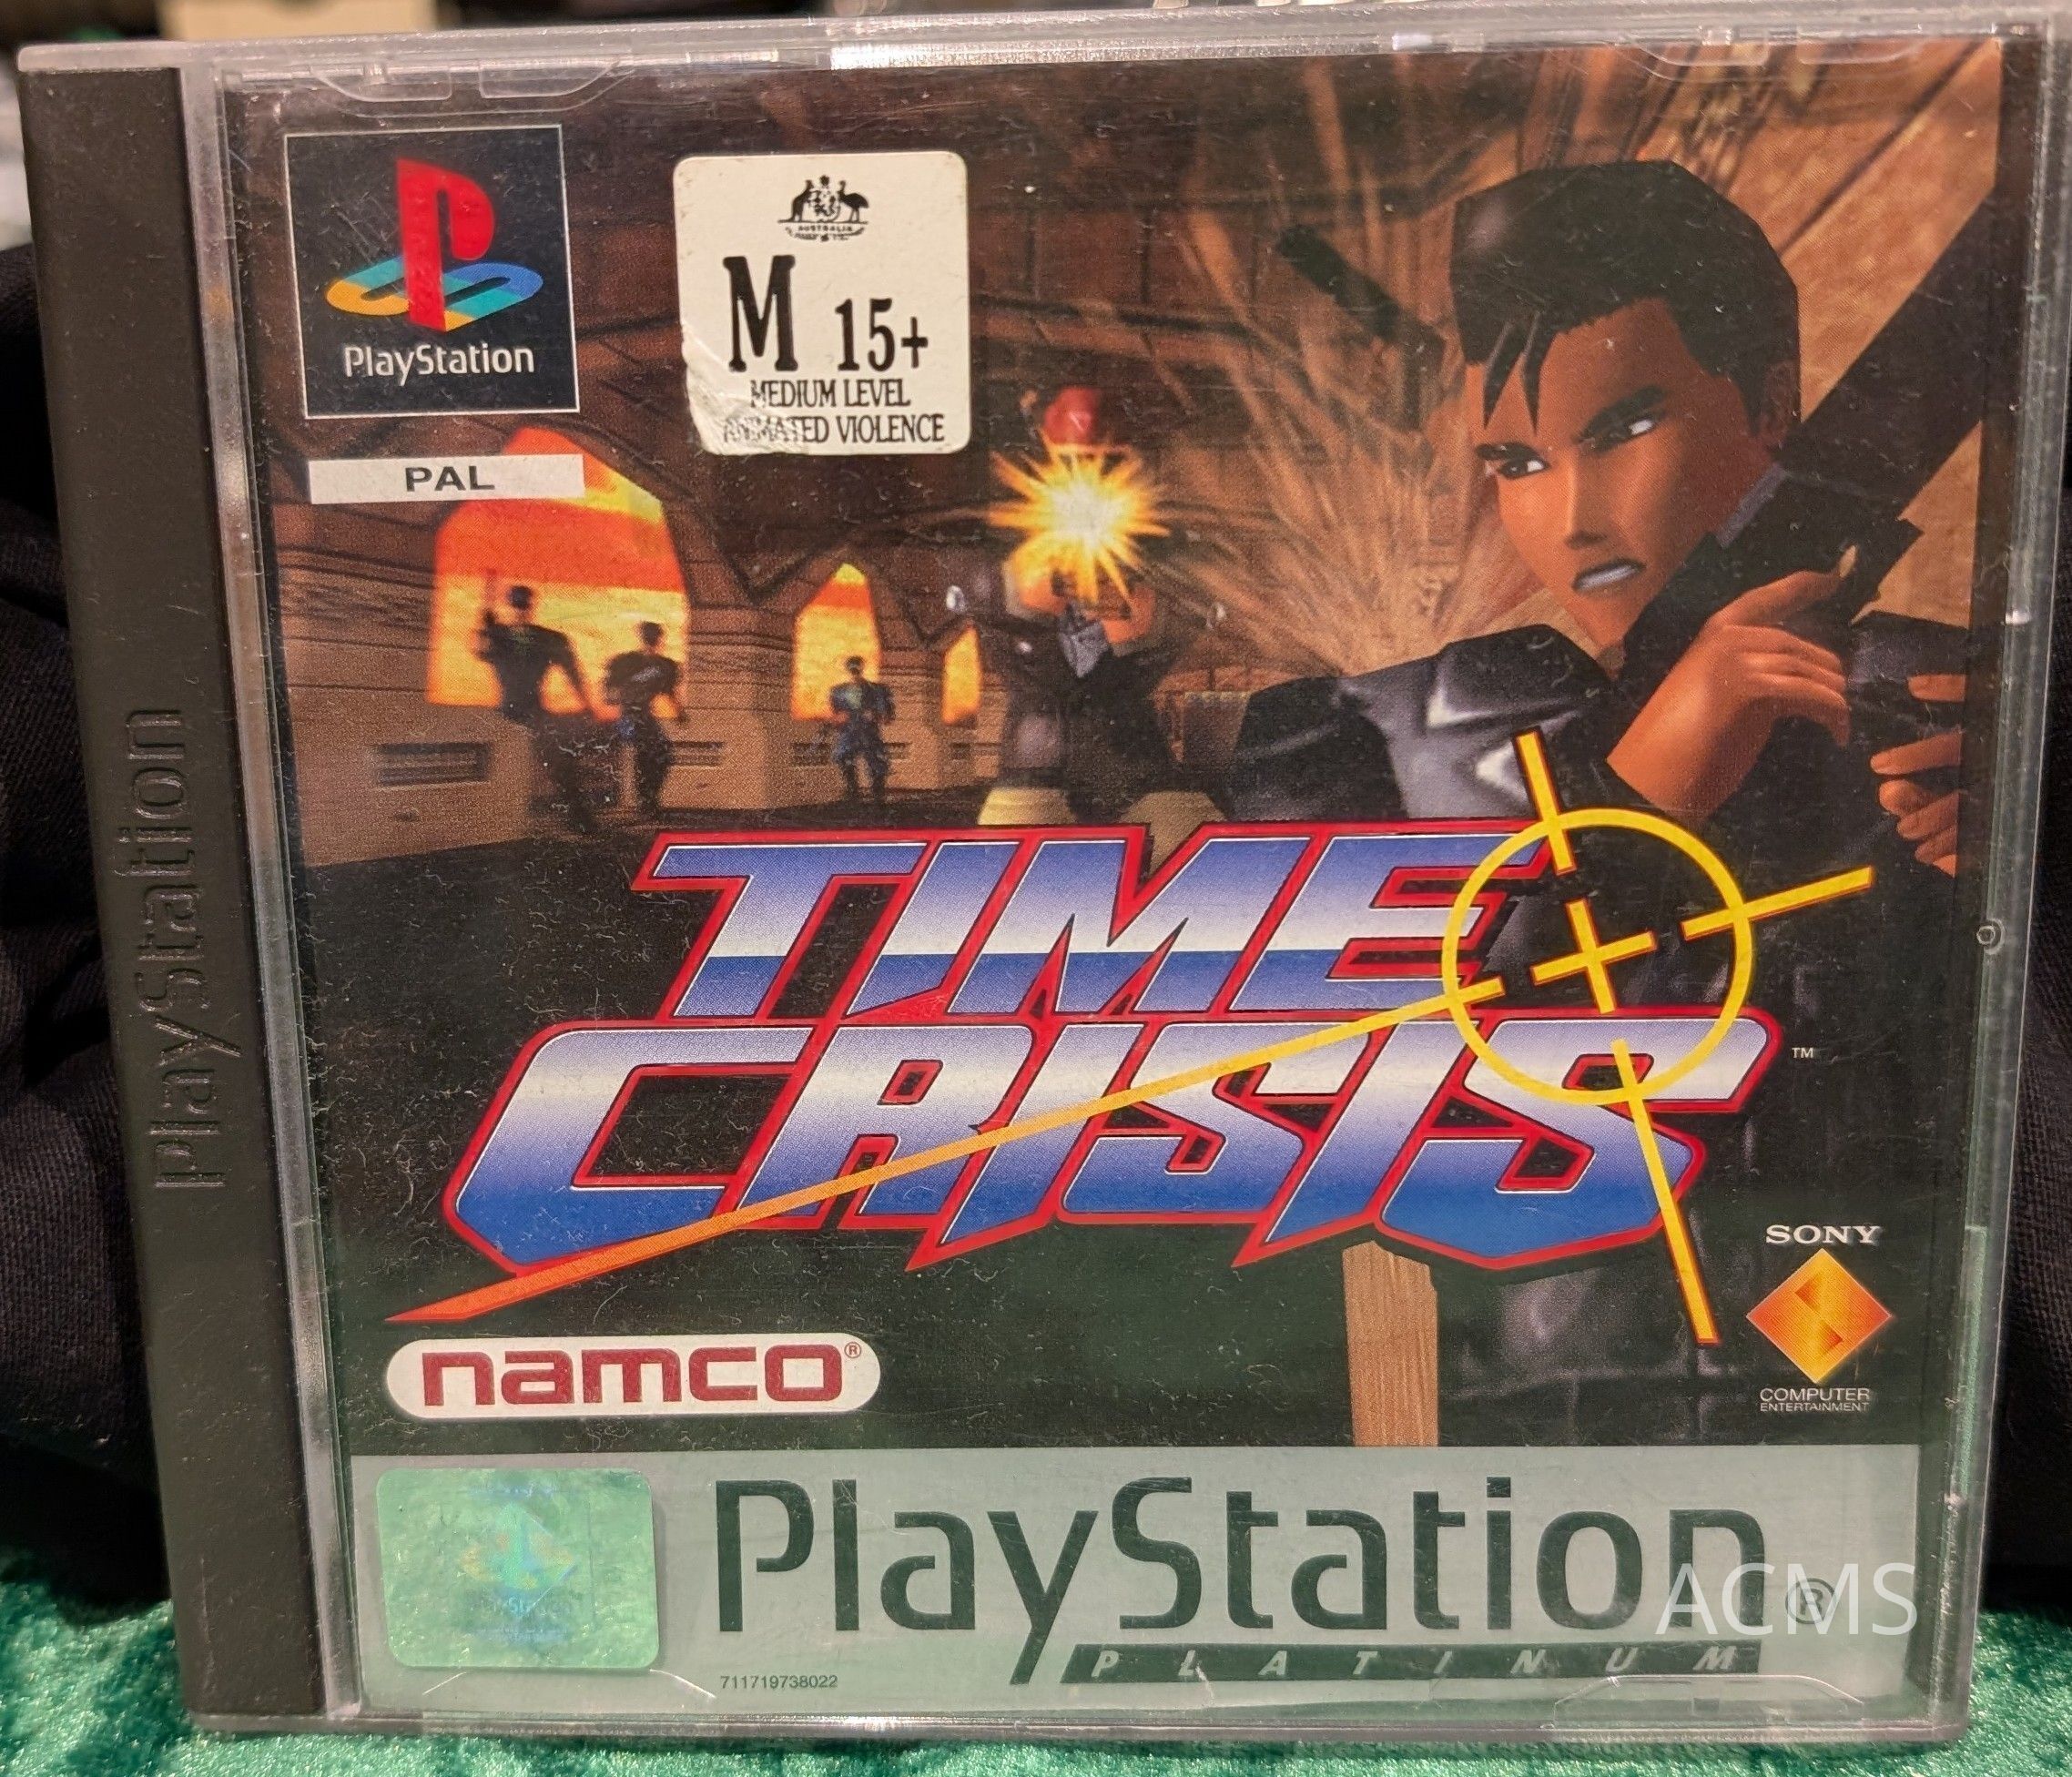 PlayStation
PlayStation
PAL
AUSTRALIA
M 15+
MEDIUM LEVEL
ANIMATED VIOLENCE
TIME
CRISIS
TM
namco®
SONY
COMPUTER
ENTERTAINMENT
PlayStation®
PLATINUM
711719738022
ACMS